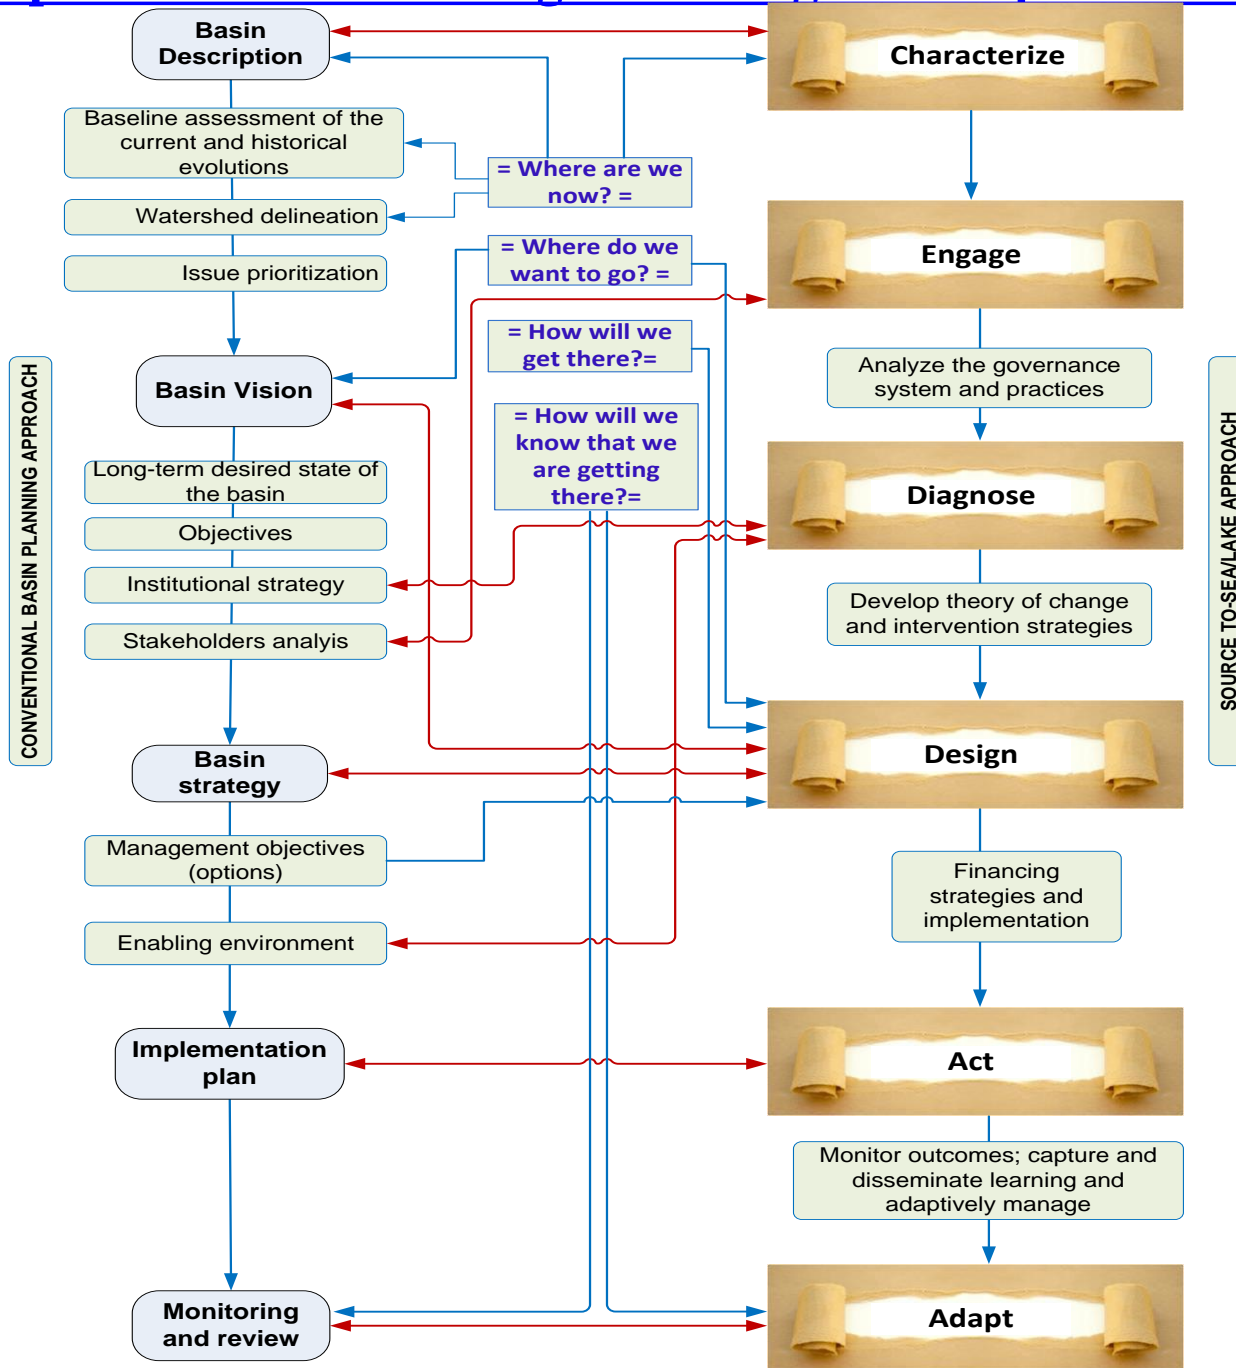 Basin
Description
Baseline assessment of the
current and historical
evolutions
Watershed delineation
Issue prioritization
Basin Vision
Long-term desired state of
the basin
Objectives
Institutional strategy
Stakeholders analyis
Basin
strategy
Management objectives
(options)
Enabling environment
Implementation
plan
Monitoring
and review
CONVENTIONAL BASIN PLANNING APPROACH
= Where are we
now? =
= Where do we
want to go? =
= How will we
get there?=
= How will we
know that we
are getting
there?=
Characterize
Engage
Analyze the governance
system and practices
Diagnose
Develop theory of change
and intervention strategies
Design
Financing
strategies and
implementation
Act
Monitor outcomes; capture and
disseminate learning and
adaptively manage
Adapt
SOURCE TO-SEA/LAKE APPROACH